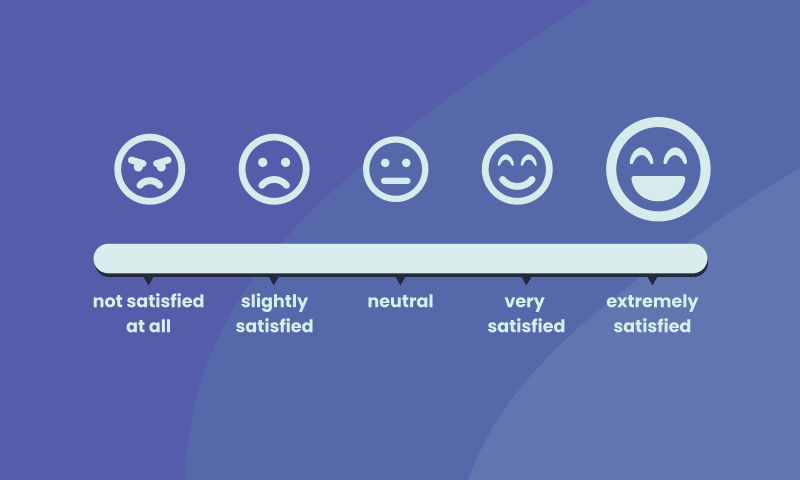 not satisfied
at all
slightly
satisfied
neutral
very
satisfied
extremely
satisfied